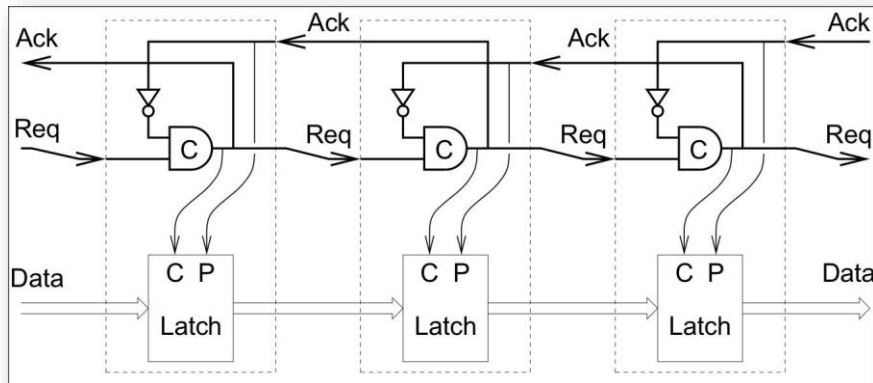 Ack Ack Ack Ack
Req C Req C Req C Req
Data C P C P C P Data
Latch Latch Latch